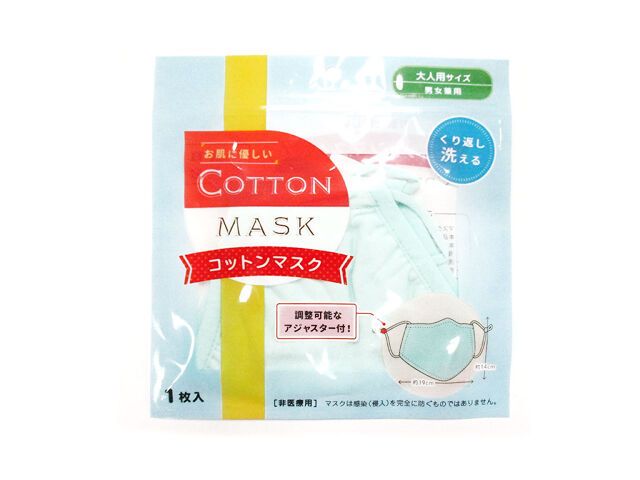 大人用サイズ
男女兼用
くり返し
洗える
お肌に優しい
COTTON
MASK
コットンマスク
調整可能な
アジャスター付!
約14cm
約19cm
1枚入
[非医療用] マスクは感染(侵入)を完全に防ぐものではありません。